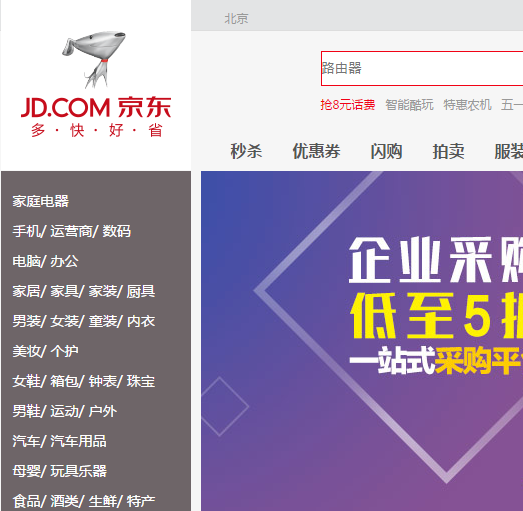 北京
JD.COM 京东
多·快·好·省
路由器
抢8元话费 智能酷玩 特惠农机 五一
秒杀 优惠券 闪购 拍卖 服装
家庭电器
手机/ 运营商/ 数码
电脑/ 办公
家居/ 家具/ 家装/ 厨具
男装/ 女装/ 童装/ 内衣
美妆/ 个护
女鞋/ 箱包/ 钟表/ 珠宝
男鞋/ 运动/ 户外
汽车/ 汽车用品
母婴/ 玩具乐器
食品/ 酒类/ 生鲜/ 特产
企业采购
低至5折
一站式采购平台